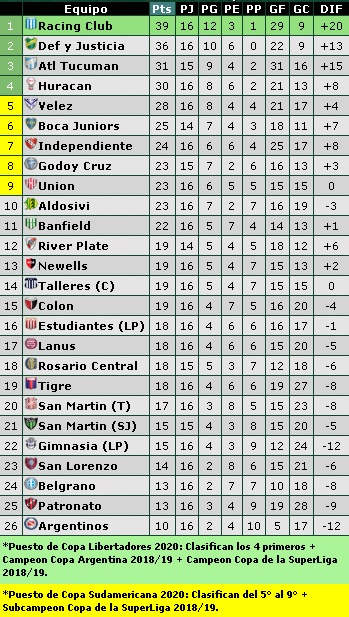 Equipo Pts PJ PG PE PP GF GC DIF
1 Racing Club 39 16 12 3 1 29 9 +20
2 Def y Justicia 36 16 10 6 0 22 9 +13
3 Atl Tucuman 31 15 9 4 2 31 16 +15
4 Huracan 30 16 8 6 2 21 13 +8
5 Velez 28 16 8 4 4 21 17 +4
6 Boca Juniors 25 14 7 4 3 18 11 +7
7 Independiente 24 16 6 6 4 25 17 +8
8 Godoy Cruz 23 15 7 2 6 16 13 +3
9 Union 23 16 6 5 5 15 15 0
10 Aldosivi 23 16 7 2 7 16 19 -3
11 Banfield 22 16 5 7 4 14 13 +1
12 River Plate 19 14 5 4 5 18 12 +6
13 Newells 19 16 5 4 7 15 13 +2
14 Talleres (C) 19 16 5 4 7 15 15 0
15 Colon 19 16 4 7 5 16 20 -4
16 Estudiantes (LP) 18 16 4 6 6 16 17 -1
17 Lanus 18 16 4 6 6 15 20 -5
18 Rosario Central 18 15 5 3 7 12 18 -6
19 Tigre 18 16 4 6 6 19 27 -8
20 San Martin (T) 17 16 3 8 5 15 23 -8
21 San Martin (SJ) 15 15 4 3 8 15 20 -5
22 Gimnasia (LP) 15 16 4 3 9 12 24 -12
23 San Lorenzo 14 16 2 8 6 15 21 -6
24 Belgrano 13 16 2 7 7 10 18 -8
25 Patronato 13 16 3 4 9 19 28 -9
26 Argentinos 10 16 2 4 10 5 17 -12
*Puesto de Copa Libertadores 2020: Clasifican los 4 primeros +
Campeon Copa Argentina 2018/19 + Campeon Copa de la SuperLiga
2018/19.
*Puesto de Copa Sudamericana 2020: Clasifican del 5° al 9° +
Subcampeon Copa de la SuperLiga 2018/19.